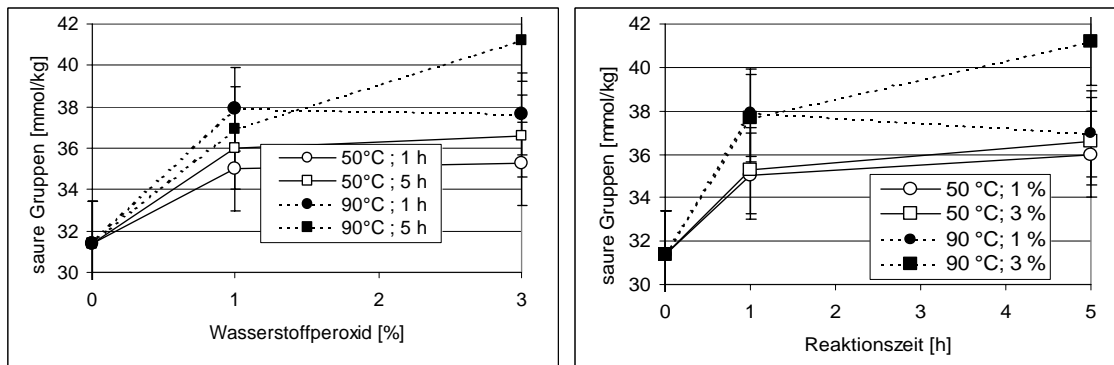 saure Gruppen [mmol/kg]
42
40
38
36
34
32
30
0
1
2
3
Wasserstoffperoxid [%]
50°C ; 1 h
50°C ; 5 h
90°C ; 1 h
90°C ; 5 h
saure Gruppen [mmol/kg]
42
40
38
36
34
32
30
0
1
2
3
4
5
Reaktionszeit [h]
50 °C; 1 %
50 °C; 3 %
90 °C; 1 %
90 °C; 3 %